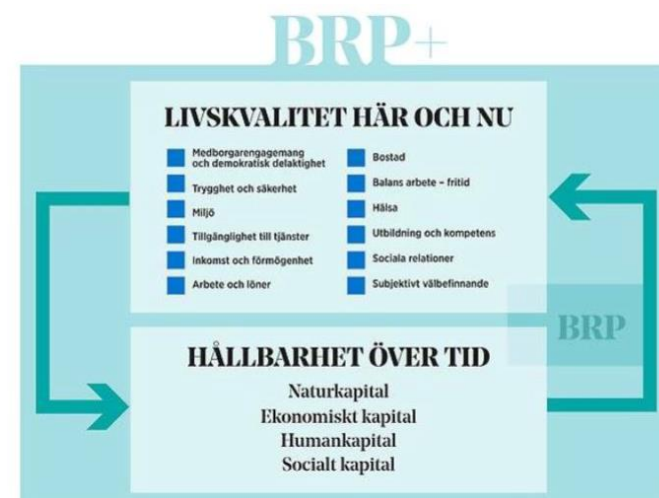 BRP+
LIVSKVALITET HÄR OCH NU
Medborgarengagemang
och demokratisk delaktighet
Trygghet och säkerhet
Miljö
Tillgänglighet till tjänster
Inkomst och förmögenhet
Arbete och löner
Bostad
Balans arbete – fritid
Hälsa
Utbildning och kompetens
Sociala relationer
Subjektivt välbefinnande
BRP
HÅLLBARHET ÖVER TID
Naturkapital
Ekonomiskt kapital
Humankapital
Socialt kapital